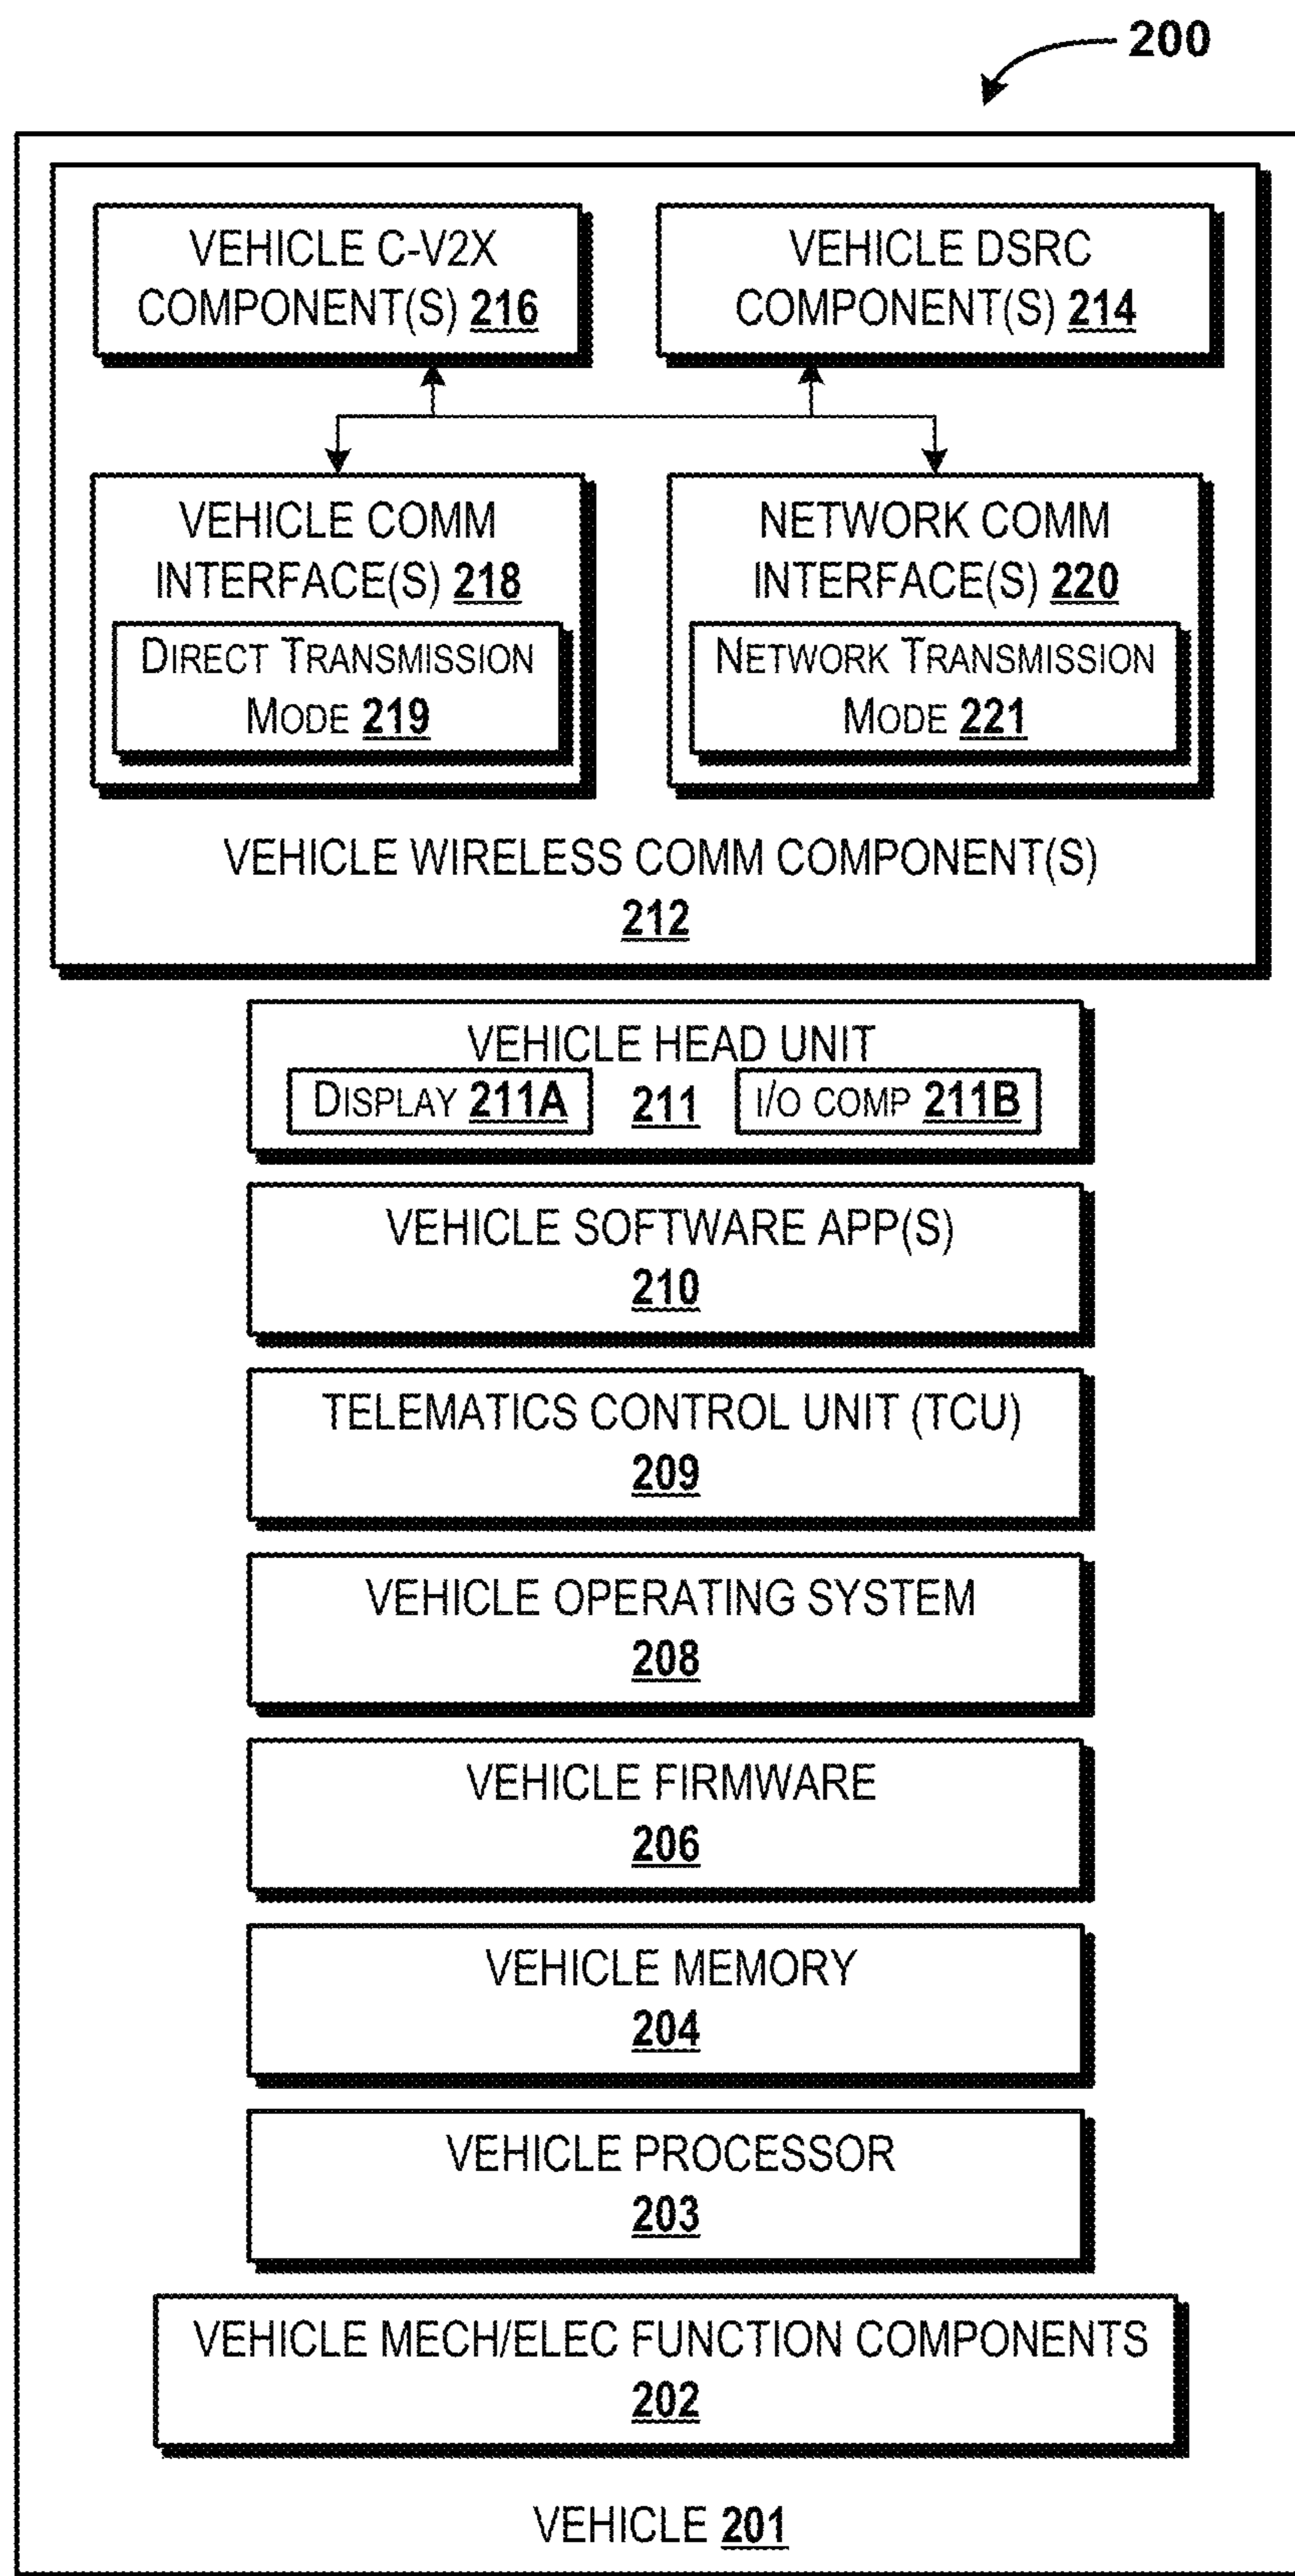 200
VEHICLE C-V2X
COMPONENT(S) 216
VEHICLE DSRC
COMPONENT(S) 214
VEHICLE COMM
INTERFACE(S) 218
DIRECT TRANSMISSION
MODE 219
NETWORK COMM
INTERFACE(S) 220
NETWORK TRANSMISSION
MODE 221
VEHICLE WIRELESS COMM COMPONENT(S)
212
VEHICLE HEAD UNIT
DISPLAY 211A
211
I/O COMP 211B
VEHICLE SOFTWARE APP(S)
210
TELEMATICS CONTROL UNIT (TCU)
209
VEHICLE OPERATING SYSTEM
208
VEHICLE FIRMWARE
206
VEHICLE MEMORY
204
VEHICLE PROCESSOR
203
VEHICLE MECH/ELEC FUNCTION COMPONENTS
202
VEHICLE 201